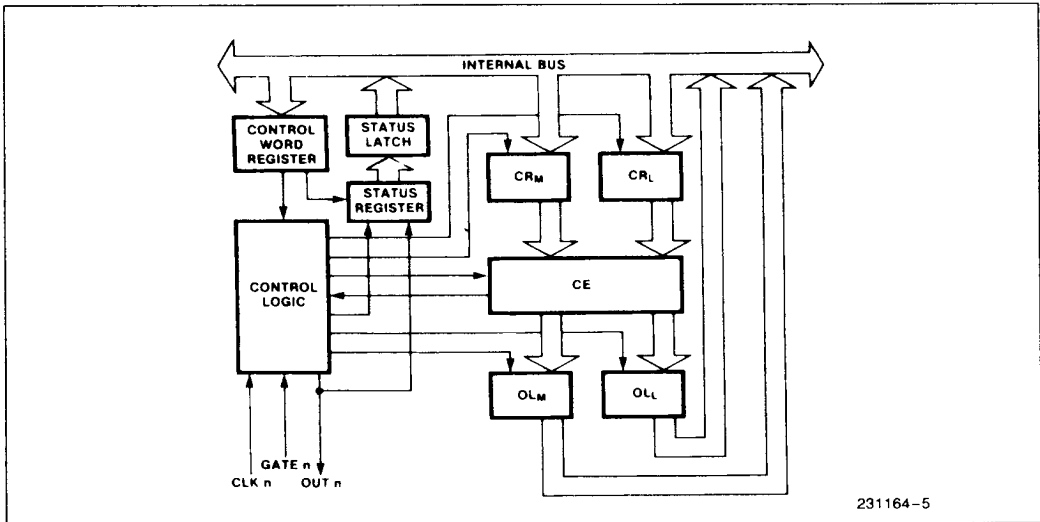 INTERNAL BUS
CONTROL
WORD
REGISTER
STATUS
LATCH
STATUS
REGISTER
CRM
CRL
CONTROL
LOGIC
CE
OLM
OLL
CLK n
GATE n
OUT n
231164-5